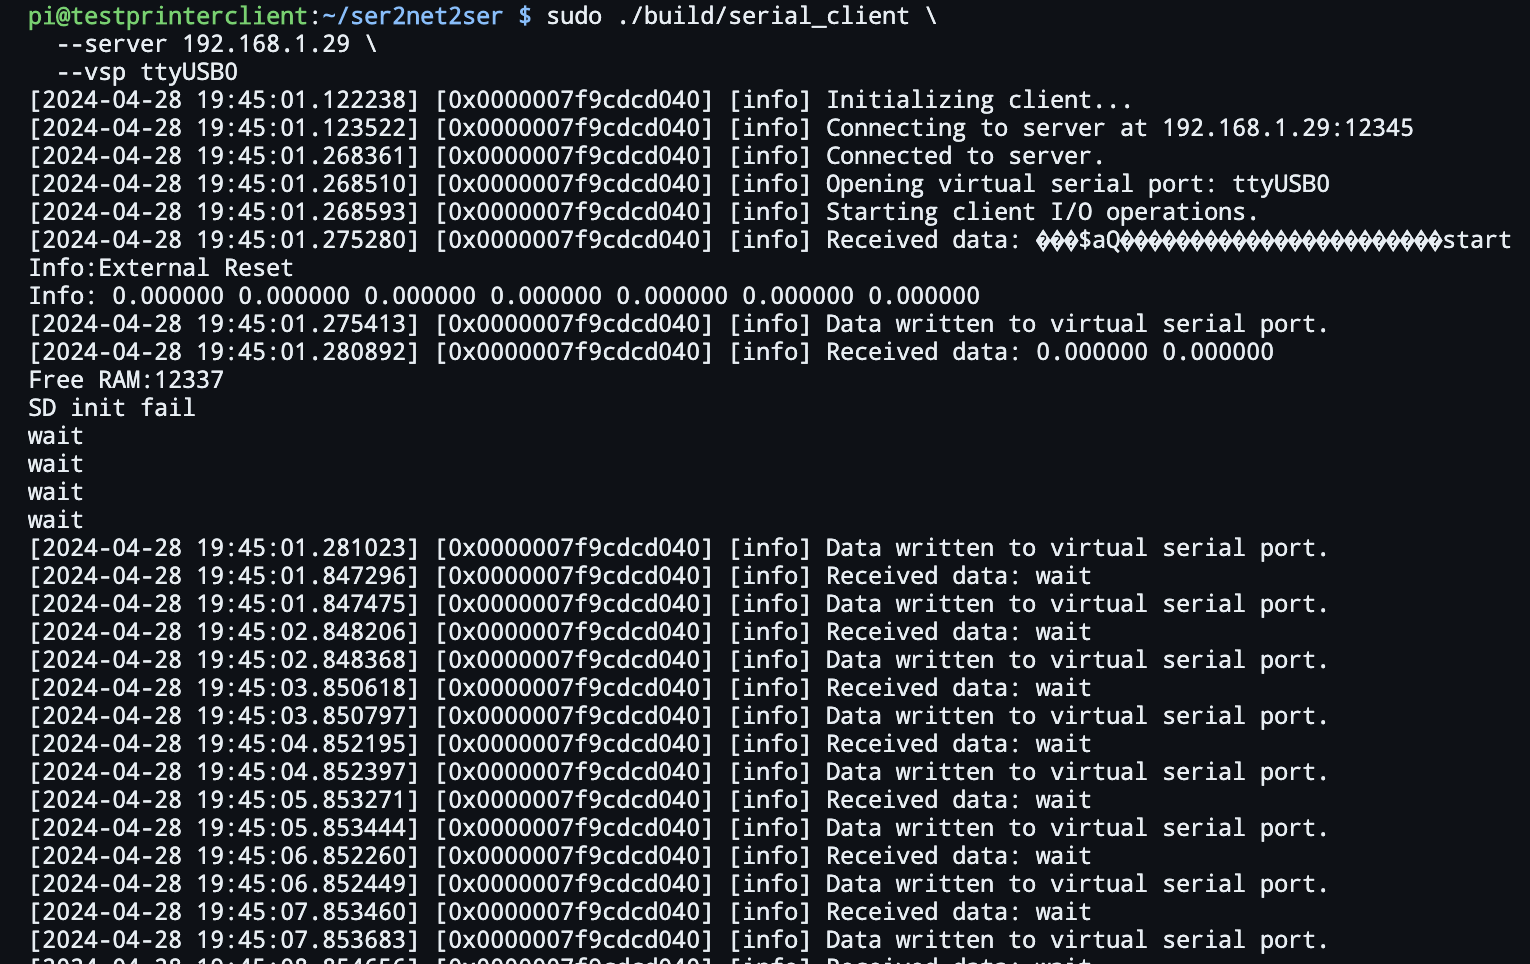 pi@testprinterclient:~/ser2net2ser $ sudo ./build/serial_client \
  --server 192.168.1.29 \
  --vsp ttyUSB0
[2024-04-28 19:45:01.122238] [0x0000007f9cdcd040] [info] Initializing client...
[2024-04-28 19:45:01.123522] [0x0000007f9cdcd040] [info] Connecting to server at 192.168.1.29:12345
[2024-04-28 19:45:01.268361] [0x0000007f9cdcd040] [info] Connected to server.
[2024-04-28 19:45:01.268510] [0x0000007f9cdcd040] [info] Opening virtual serial port: ttyUSB0
[2024-04-28 19:45:01.268593] [0x0000007f9cdcd040] [info] Starting client I/O operations.
[2024-04-28 19:45:01.275280] [0x0000007f9cdcd040] [info] Received data: ���$aQ�����������������������start
Info:External Reset
Info: 0.000000 0.000000 0.000000 0.000000 0.000000 0.000000 0.000000
[2024-04-28 19:45:01.275413] [0x0000007f9cdcd040] [info] Data written to virtual serial port.
[2024-04-28 19:45:01.280892] [0x0000007f9cdcd040] [info] Received data: 0.000000 0.000000
Free RAM:12337
SD init fail
wait
wait
wait
wait
[2024-04-28 19:45:01.281023] [0x0000007f9cdcd040] [info] Data written to virtual serial port.
[2024-04-28 19:45:01.847296] [0x0000007f9cdcd040] [info] Received data: wait
[2024-04-28 19:45:01.847475] [0x0000007f9cdcd040] [info] Data written to virtual serial port.
[2024-04-28 19:45:02.848206] [0x0000007f9cdcd040] [info] Received data: wait
[2024-04-28 19:45:02.848368] [0x0000007f9cdcd040] [info] Data written to virtual serial port.
[2024-04-28 19:45:03.850618] [0x0000007f9cdcd040] [info] Received data: wait
[2024-04-28 19:45:03.850797] [0x0000007f9cdcd040] [info] Data written to virtual serial port.
[2024-04-28 19:45:04.852195] [0x0000007f9cdcd040] [info] Received data: wait
[2024-04-28 19:45:04.852397] [0x0000007f9cdcd040] [info] Data written to virtual serial port.
[2024-04-28 19:45:05.853271] [0x0000007f9cdcd040] [info] Received data: wait
[2024-04-28 19:45:05.853444] [0x0000007f9cdcd040] [info] Data written to virtual serial port.
[2024-04-28 19:45:06.852260] [0x0000007f9cdcd040] [info] Received data: wait
[2024-04-28 19:45:06.852449] [0x0000007f9cdcd040] [info] Data written to virtual serial port.
[2024-04-28 19:45:07.853460] [0x0000007f9cdcd040] [info] Received data: wait
[2024-04-28 19:45:07.853683] [0x0000007f9cdcd040] [info] Data written to virtual serial port.